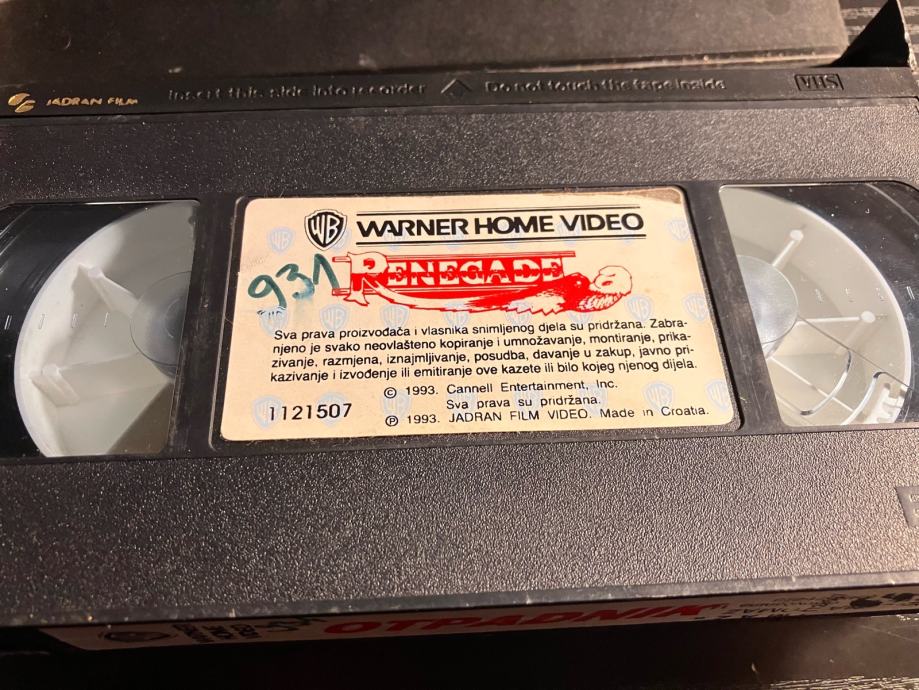 JADRAN FILM
Insert this side into recorder
Do not touch the tape inside
VHS
WB WARNER HOME VIDEO
931
RENEGADE
Sva prava proizvođača i vlasnika snimljenog djela su pridržana. Zabra-
njeno je svako neovlašteno kopiranje i umnožavanje, montiranje, prika-
zivanje, razmjena, iznajmljivanje, posudba, davanje u zakup, javno pri-
kazivanje i izvođenje ili emitiranje ove kazete ili bilo kojeg njenog dijela.
© 1993. Cannell Entertainment, Inc.
Sva prava su pridržana.
1121507
℗ 1993. JADRAN FILM VIDEO. Made in Croatia.
OTPADNIK